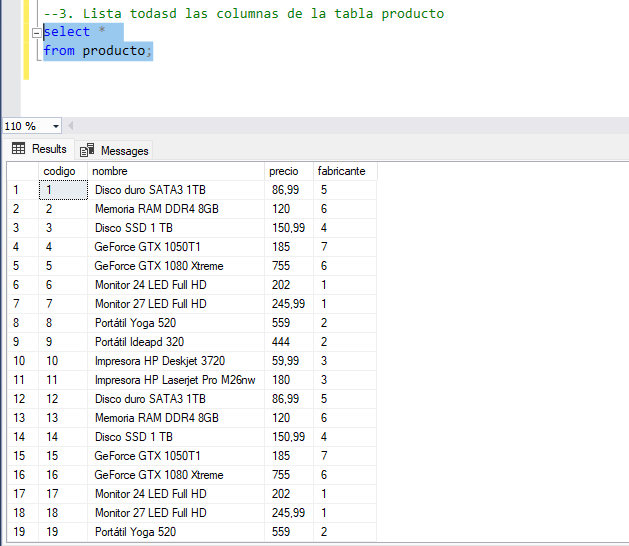 --3. Lista todasd las columnas de la tabla producto
select *
from producto;
110 %
Results Messages
codigo nombre precio fabricante
1 1 Disco duro SATA3 1TB 86,99 5
2 2 Memoria RAM DDR4 8GB 120 6
3 3 Disco SSD 1 TB 150,99 4
4 4 GeForce GTX 1050T1 185 7
5 5 GeForce GTX 1080 Xtreme 755 6
6 6 Monitor 24 LED Full HD 202 1
7 7 Monitor 27 LED Full HD 245,99 1
8 8 Portátil Yoga 520 559 2
9 9 Portátil Ideapd 320 444 2
10 10 Impresora HP Deskjet 3720 59,99 3
11 11 Impresora HP Laserjet Pro M26nw 180 3
12 12 Disco duro SATA3 1TB 86,99 5
13 13 Memoria RAM DDR4 8GB 120 6
14 14 Disco SSD 1 TB 150,99 4
15 15 GeForce GTX 1050T1 185 7
16 16 GeForce GTX 1080 Xtreme 755 6
17 17 Monitor 24 LED Full HD 202 1
18 18 Monitor 27 LED Full HD 245,99 1
19 19 Portátil Yoga 520 559 2